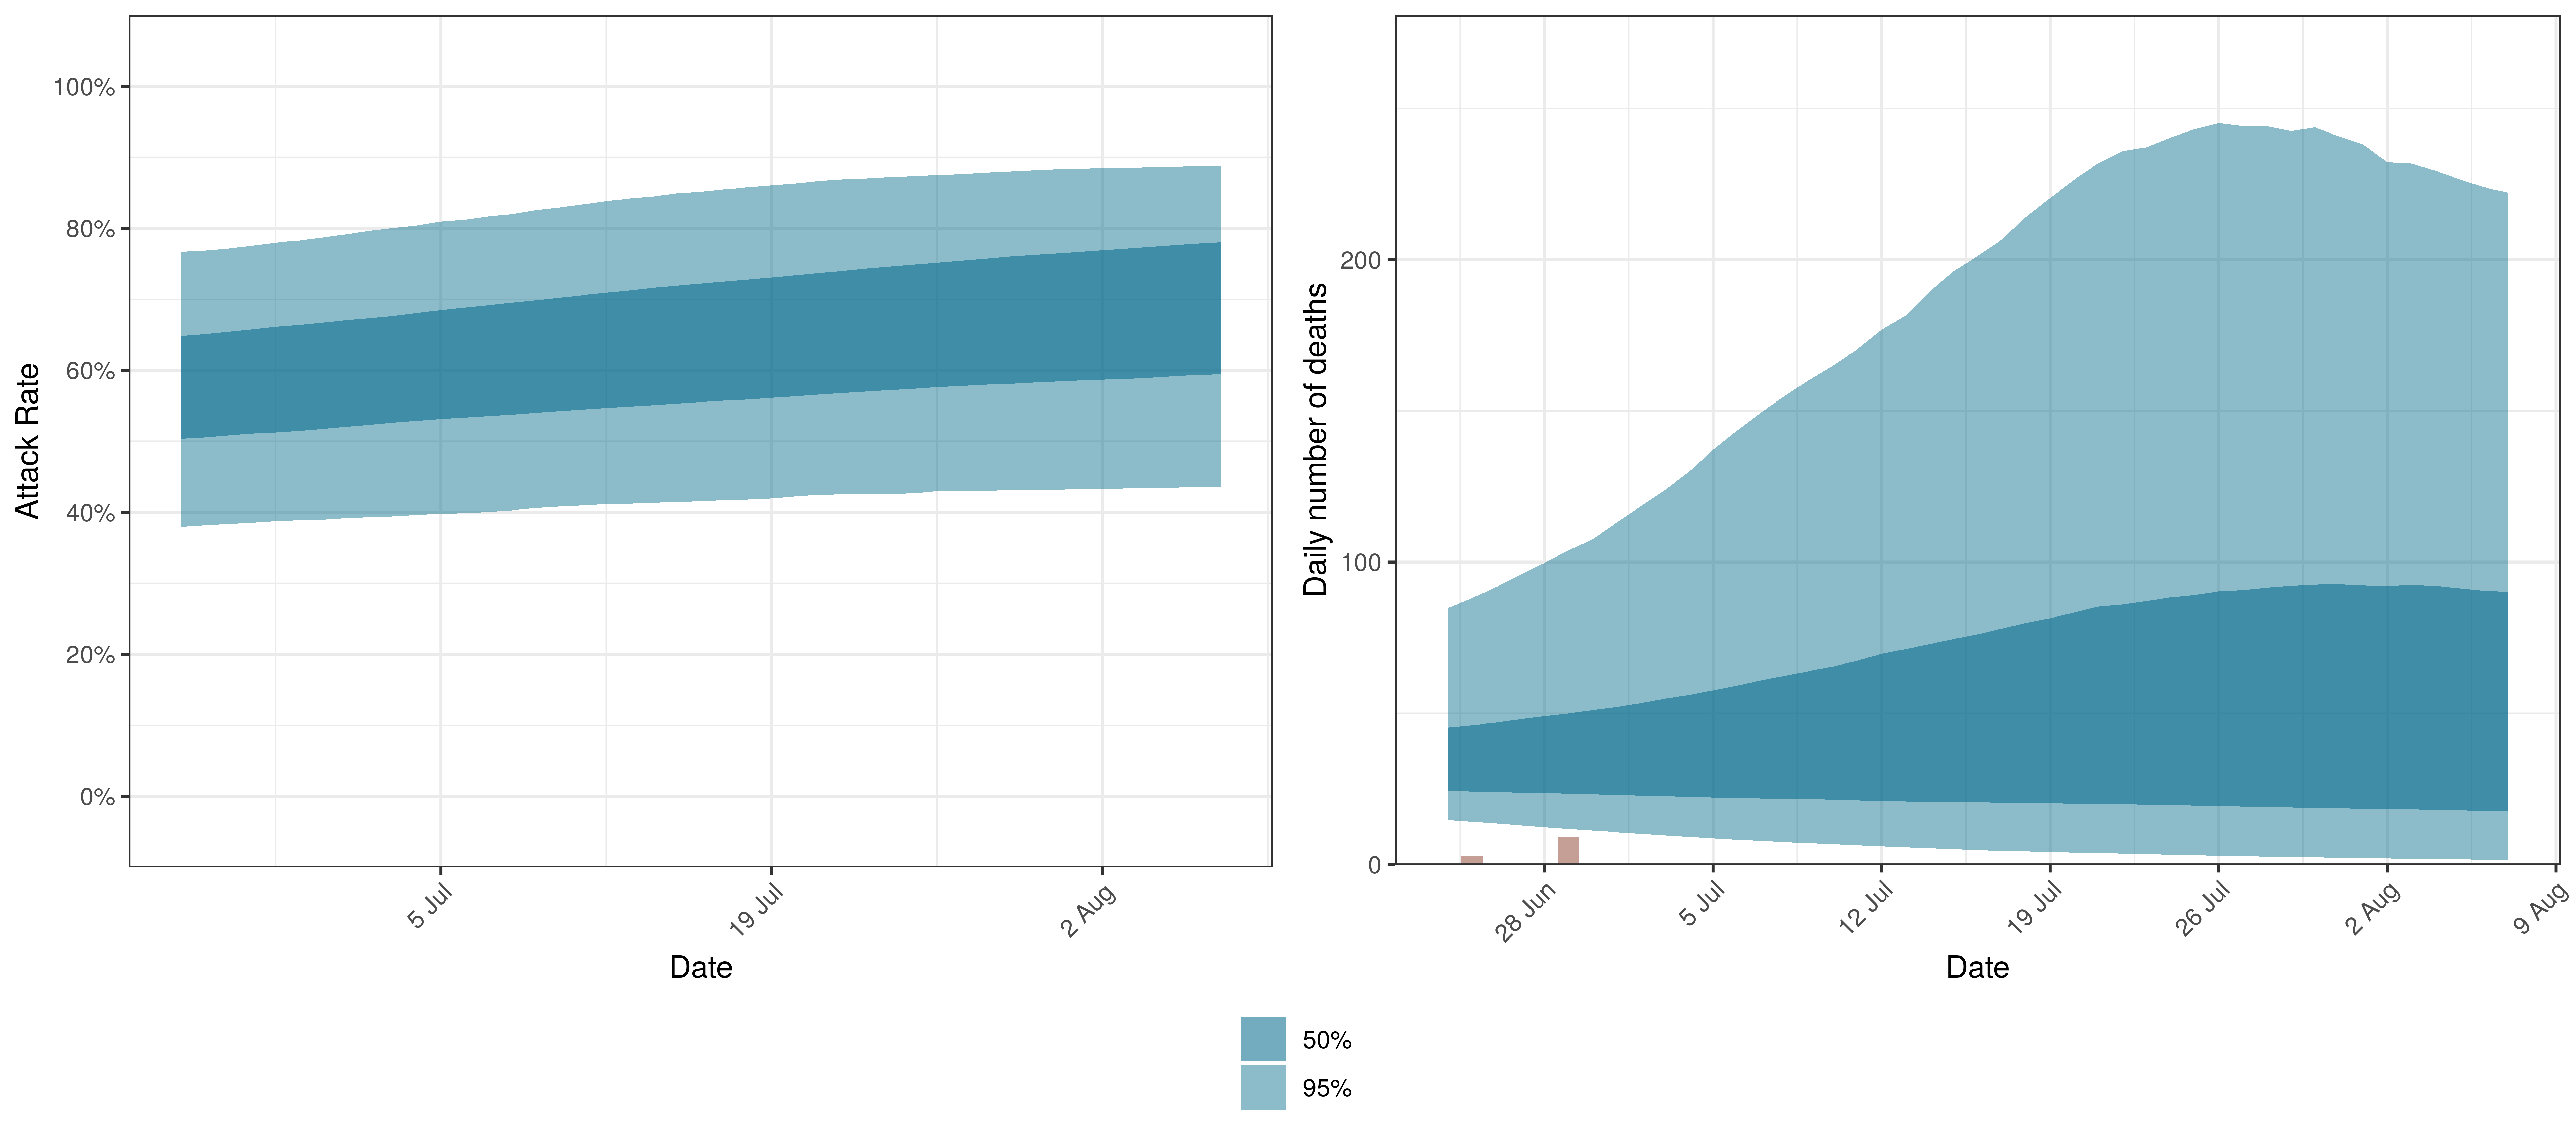 100%
80%
60%
40%
20%
0%
Attack Rate
5 Jul
19 Jul
2 Aug
Date
200
100
0
Daily number of deaths
28 Jun
5 Jul
12 Jul
19 Jul
26 Jul
2 Aug
9 Aug
Date
50%
95%